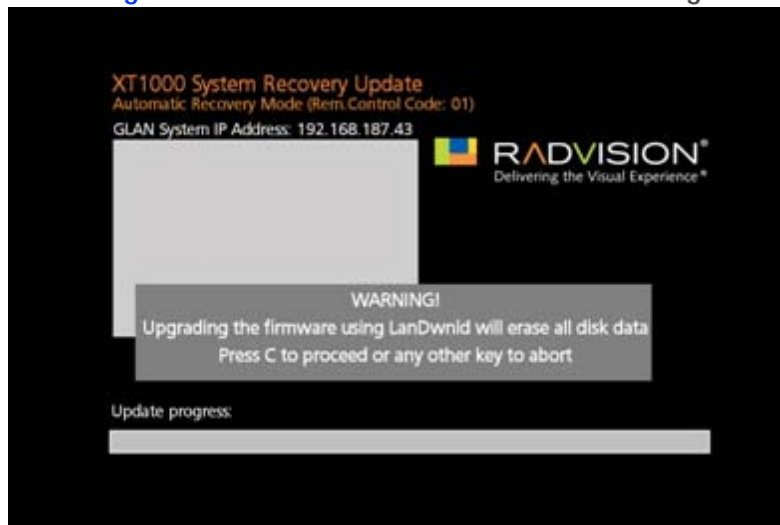 XT1000 System Recovery Update
Automatic Recovery Mode (Rem.Control Code: 01)
GLAN System IP Address: 192.168.187.43
RADVISION®
Delivering the Visual Experience®
WARNING!
Upgrading the firmware using LanDwnld will erase all disk data
Press C to proceed or any other key to abort
Update progress: